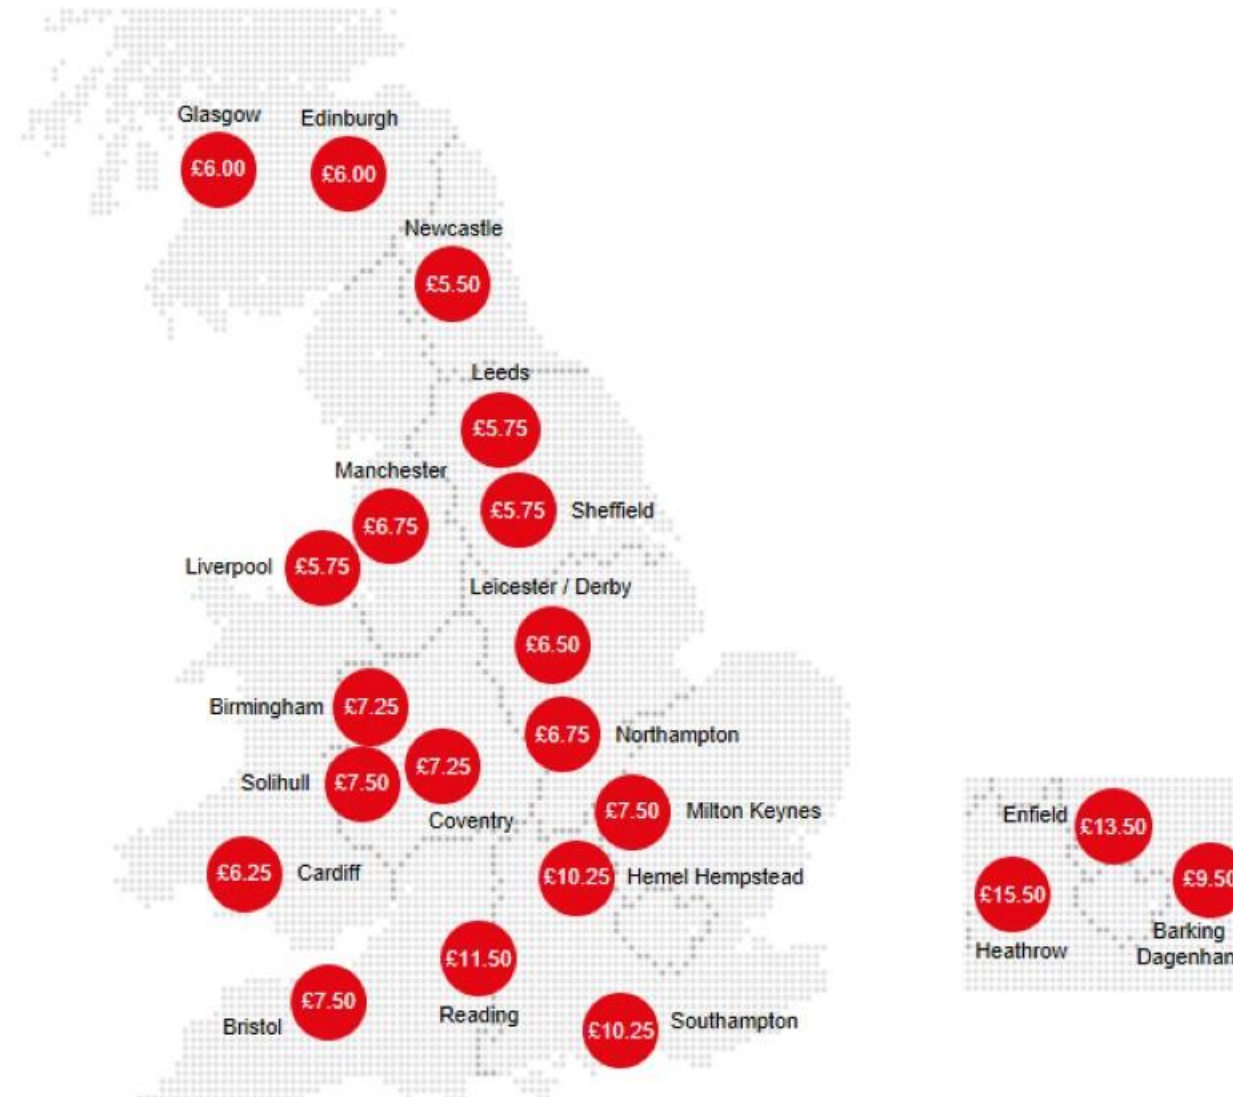 Glasgow
£6.00
Edinburgh
£6.00
Newcastle
£5.50
Leeds
£5.75
Manchester
£6.75
£5.75
Sheffield
Liverpool
£5.75
Leicester / Derby
£6.50
Birmingham
£7.25
£6.75
Northampton
Solihull
£7.50
£7.25
Coventry
£7.50
Milton Keynes
£6.25
Cardiff
£10.25
Hemel Hempstead
£11.50
Reading
£7.50
Bristol
£10.25
Southampton
Enfield
£13.50
£15.50
Heathrow
£9.50
Barking
Dagenham